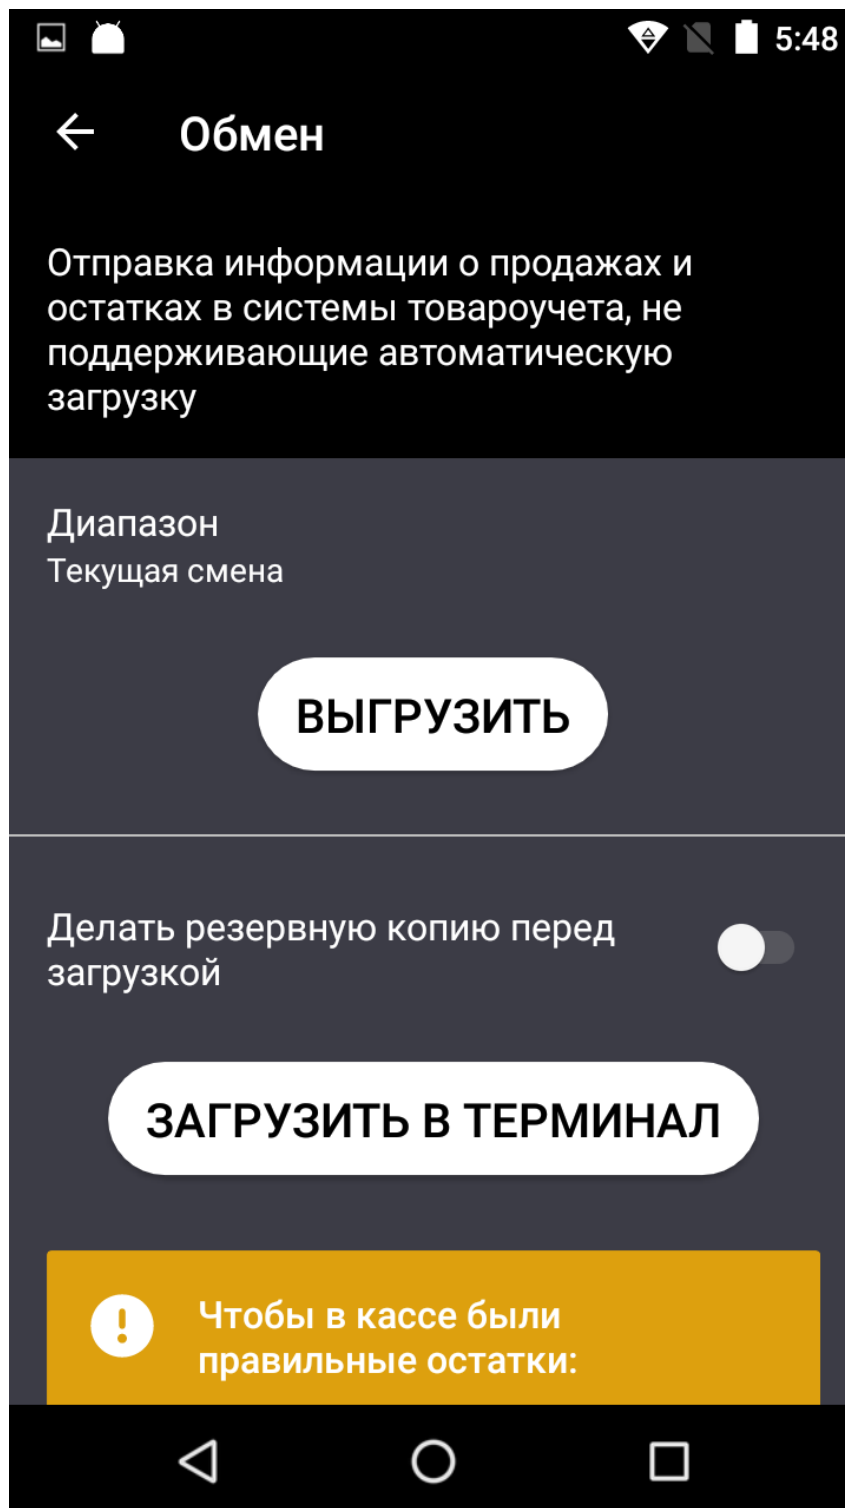 5:48
Обмен
Отправка информации о продажах и
остатках в системы товароучета, не
поддерживающие автоматическую
загрузку
Диапазон
Текущая смена
ВЫГРУЗИТЬ
Делать резервную копию перед
загрузкой
ЗАГРУЗИТЬ В ТЕРМИНАЛ
Чтобы в кассе были
правильные остатки: